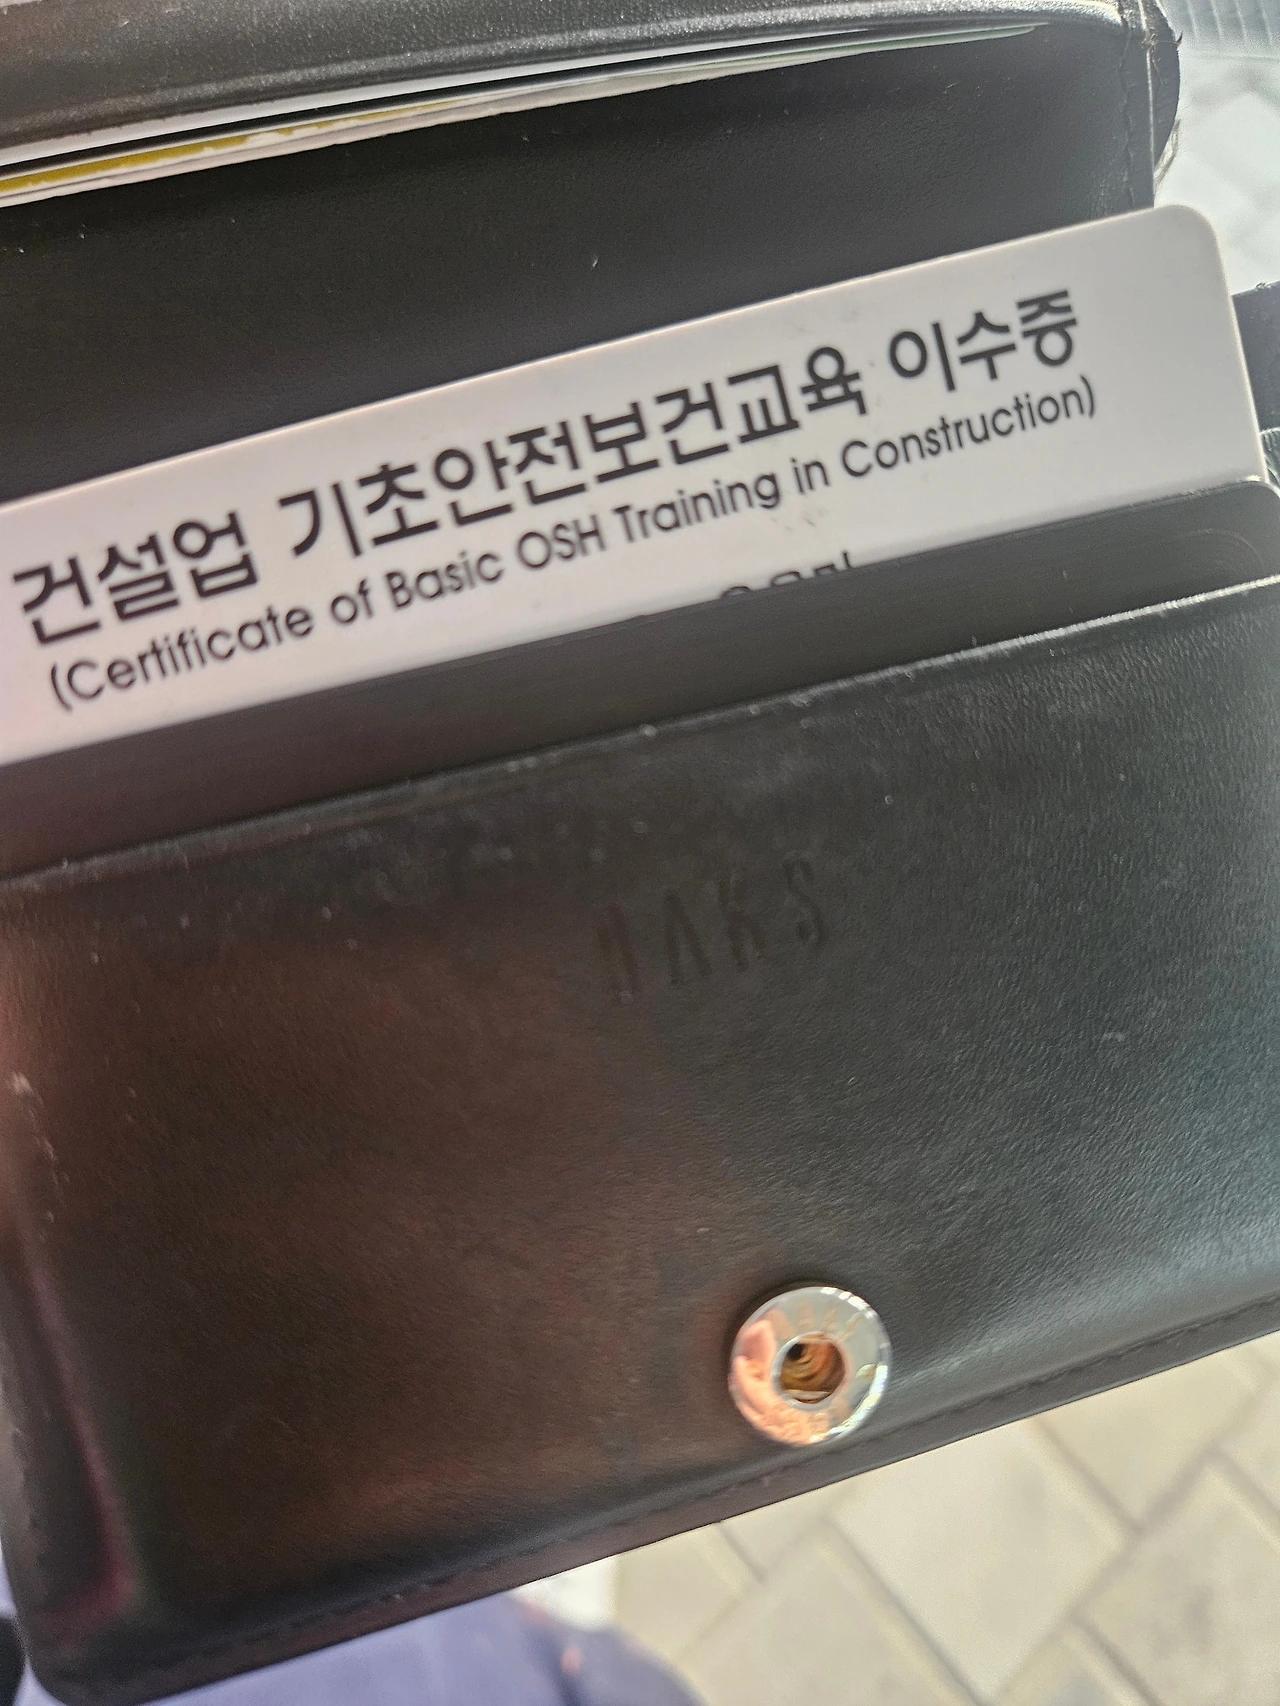 건설업 기초안전보건교육 이수증
(Certificate of Basic OSH Training in Construction)